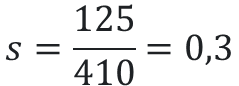 s = 125/410 = 0,3